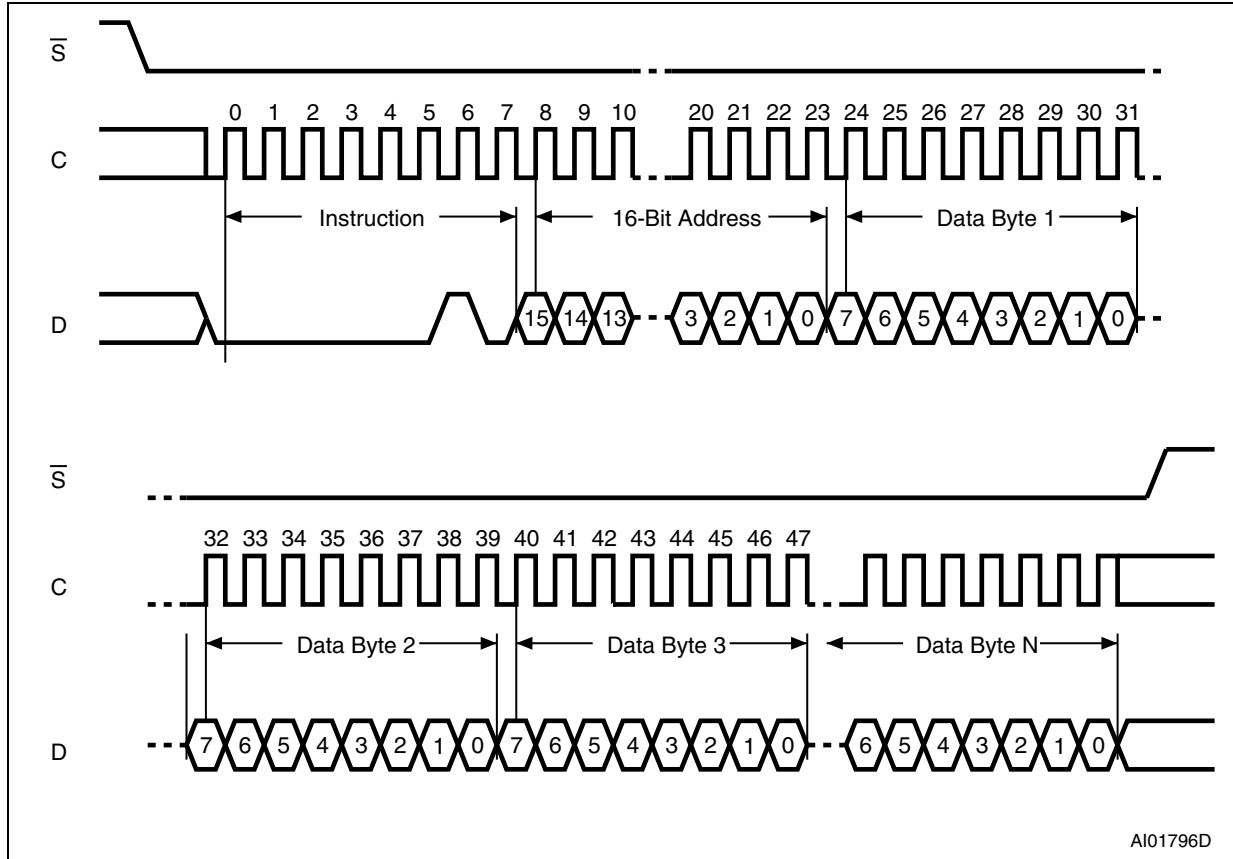 S̅
0 1 2 3 4 5 6 7 8 9 10 20 21 22 23 24 25 26 27 28 29 30 31
C
Instruction 16-Bit Address Data Byte 1
D 15 14 13 3 2 1 0 7 6 5 4 3 2 1 0
S̅
32 33 34 35 36 37 38 39 40 41 42 43 44 45 46 47
C
Data Byte 2 Data Byte 3 Data Byte N
D 7 6 5 4 3 2 1 0 7 6 5 4 3 2 1 0 6 5 4 3 2 1 0
AI01796D